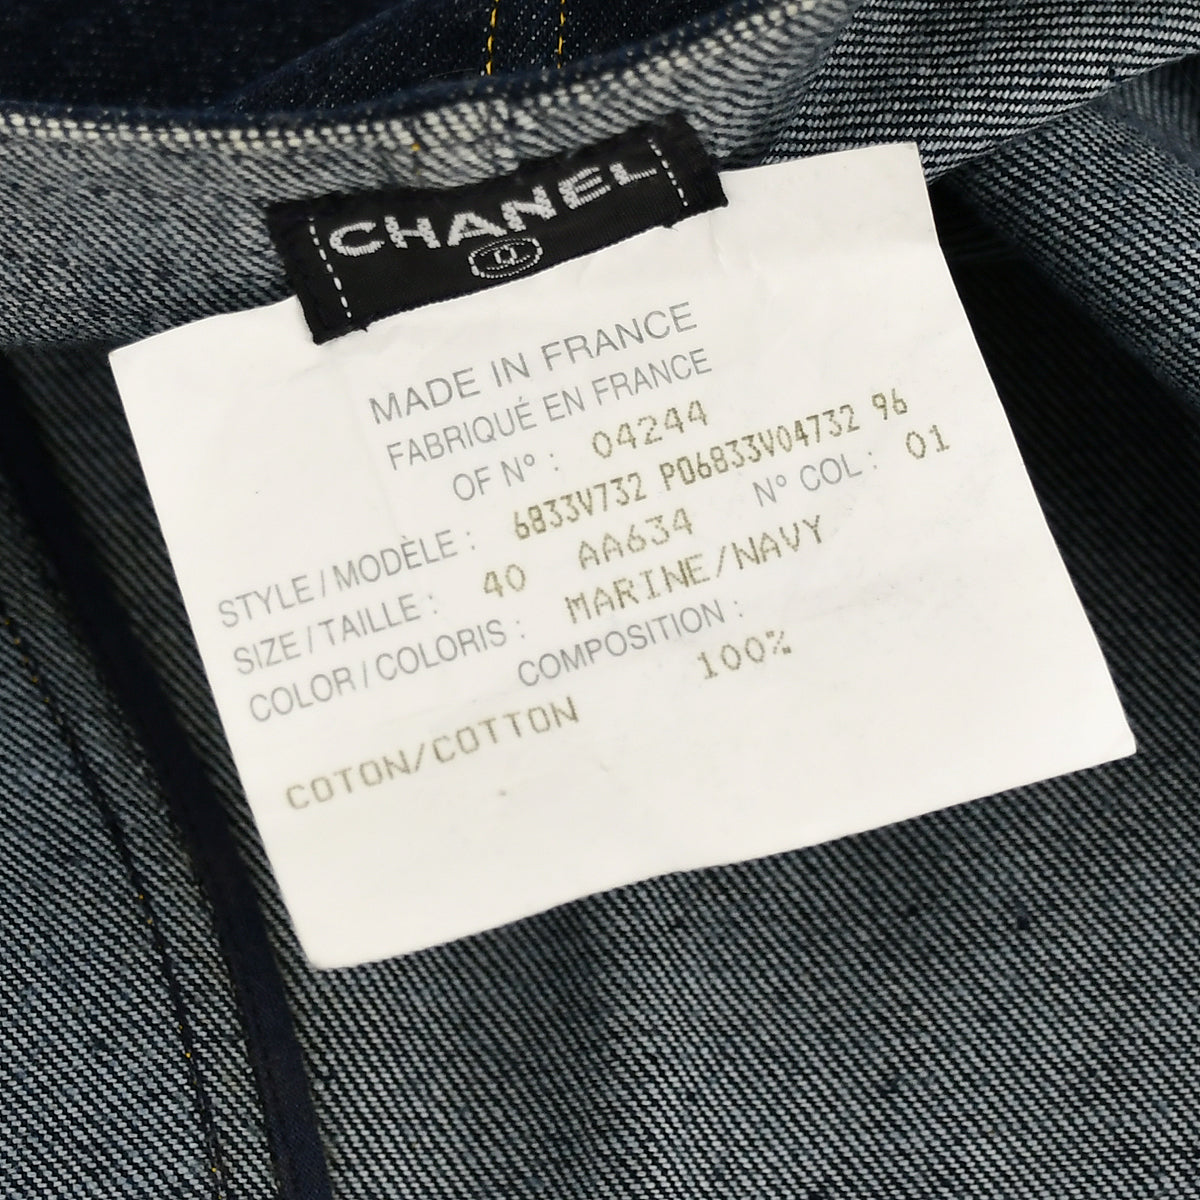 CHANEL
MADE IN FRANCE
FABRIQUÉ EN FRANCE
OF N° : 04244
STYLE/MODÈLE : 6833V732 P06833V04732 96
SIZE/TAILLE : 40 AA634 N° COL : 01
COLOR/COLORIS : MARINE/NAVY
COMPOSITION :
COTON/COTTON 100%